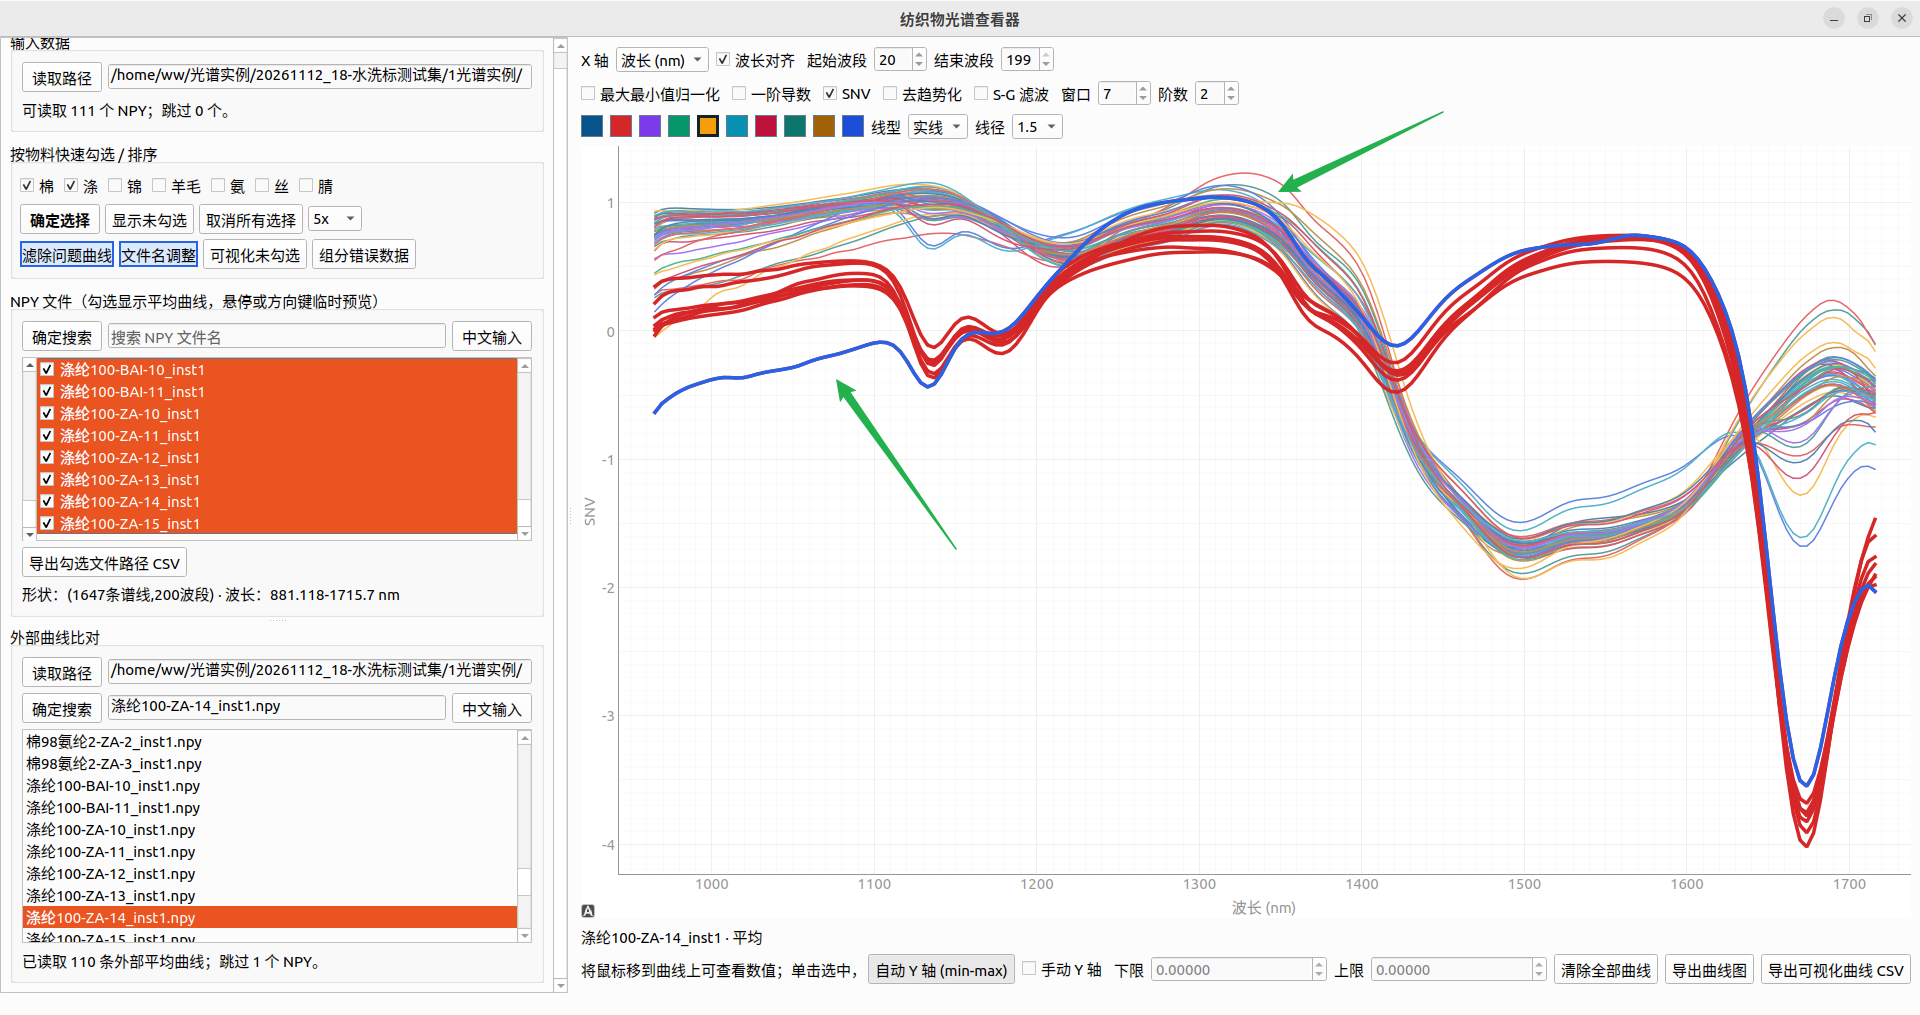 纺织物光谱查看器
输入数据
读取路径 /home/ww/光谱实例/20261112_18-水洗标测试集/1光谱实例/
可读取 111 个 NPY；跳过 0 个。
按物料快速勾选 / 排序
棉 涤 锦 羊毛 氨 丝 腈
确定选择 显示未勾选 取消所有选择 5x
滤除问题曲线 文件名调整 可视化未勾选 组分错误数据
NPY 文件（勾选显示平均曲线，悬停或方向键临时预览）
确定搜索 搜索 NPY 文件名 中文输入
涤纶100-BAI-10_inst1
涤纶100-BAI-11_inst1
涤纶100-ZA-10_inst1
涤纶100-ZA-11_inst1
涤纶100-ZA-12_inst1
涤纶100-ZA-13_inst1
涤纶100-ZA-14_inst1
涤纶100-ZA-15_inst1
导出勾选文件路径 CSV
形状：(1647条谱线,200波段) · 波长：881.118-1715.7 nm
外部曲线比对
读取路径 /home/ww/光谱实例/20261112_18-水洗标测试集/1光谱实例/
确定搜索 涤纶100-ZA-14_inst1.npy 中文输入
棉98氨纶2-ZA-2_inst1.npy
棉98氨纶2-ZA-3_inst1.npy
涤纶100-BAI-10_inst1.npy
涤纶100-BAI-11_inst1.npy
涤纶100-ZA-10_inst1.npy
涤纶100-ZA-11_inst1.npy
涤纶100-ZA-12_inst1.npy
涤纶100-ZA-13_inst1.npy
涤纶100-ZA-14_inst1.npy
涤纶100-ZA-15_inst1.npy
已读取 110 条外部平均曲线；跳过 1 个 NPY。
X 轴 波长 (nm) 波长对齐 起始波段 20 结束波段 199
最大最小值归一化 一阶导数 SNV 去趋势化 S-G 滤波 窗口 7 阶数 2
线型 实线 线径 1.5
1
0
-1
-2
-3
-4
SNV
1000 1100 1200 1300 1400 1500 1600 1700
波长 (nm)
A
涤纶100-ZA-14_inst1 · 平均
将鼠标移到曲线上可查看数值；单击选中， 自动 Y 轴 (min-max) 手动 Y 轴 下限 0.00000 上限 0.00000 清除全部曲线 导出曲线图 导出可视化曲线 CSV